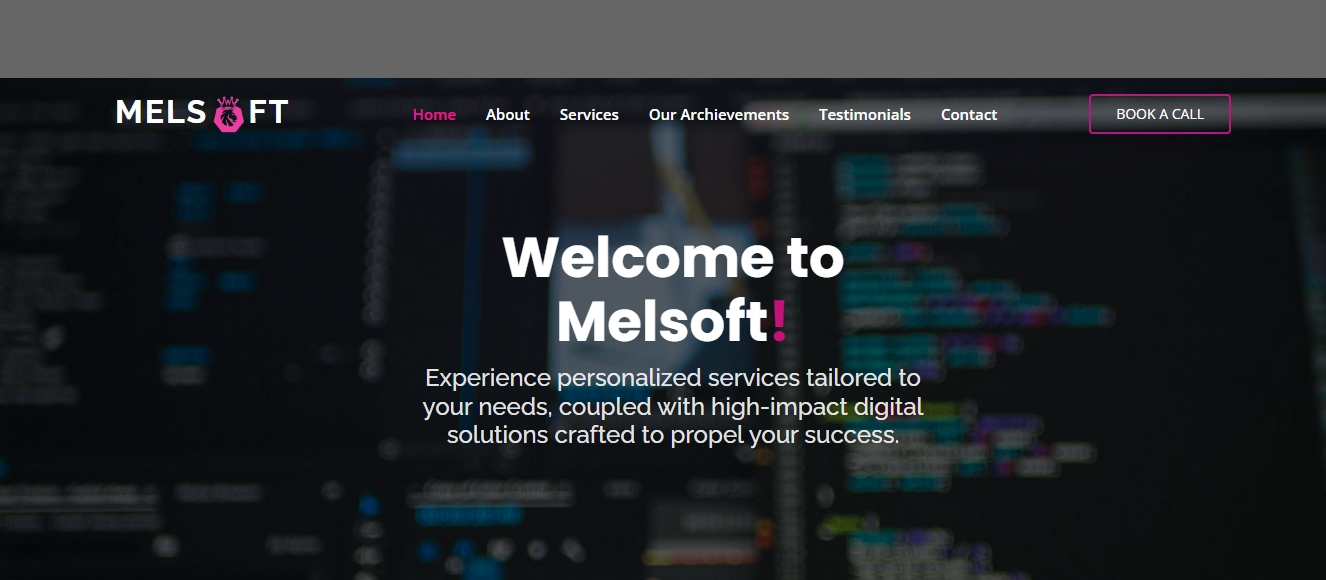 MELSOFT
Home About Services Our Archievements Testimonials Contact
BOOK A CALL
Welcome to
Melsoft!
Experience personalized services tailored to
your needs, coupled with high-impact digital
solutions crafted to propel your success.